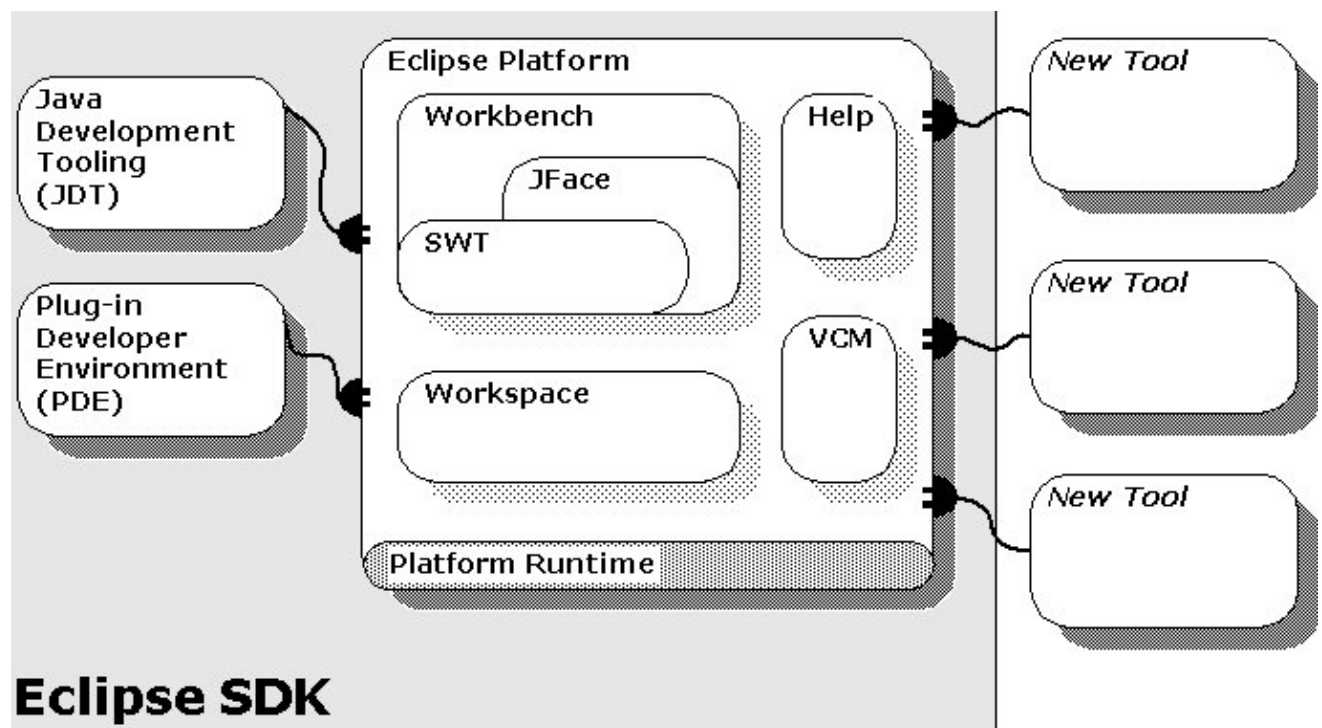 Eclipse Platform
New Tool
Java
Development
Tooling
(JDT)
Workbench
Help
JFace
SWT
Plug-in
Developer
Environment
(PDE)
New Tool
VCM
Workspace
New Tool
Platform Runtime
Eclipse SDK